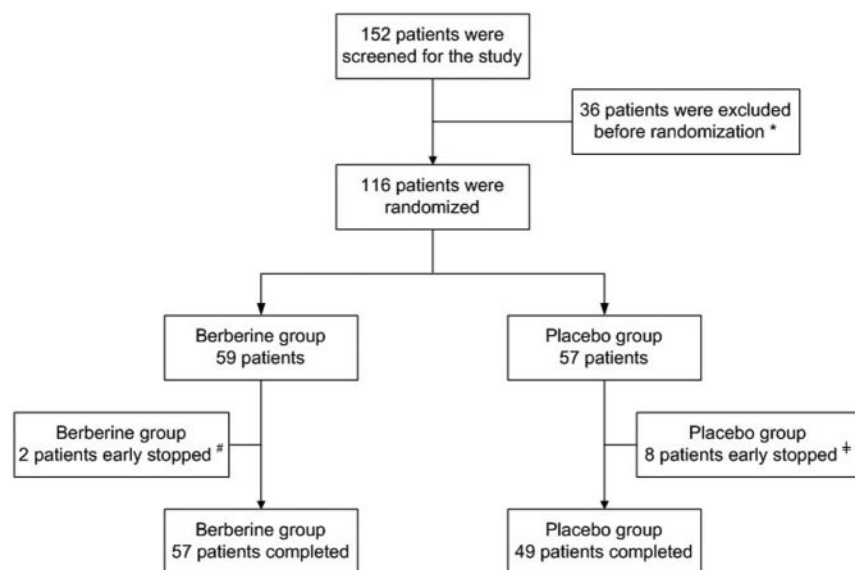 152 patients were
screened for the study
36 patients were excluded
before randomization *
116 patients were
randomized
Berberine group
59 patients
Placebo group
57 patients
Berberine group
2 patients early stopped #
Placebo group
8 patients early stopped ‡
Berberine group
57 patients completed
Placebo group
49 patients completed